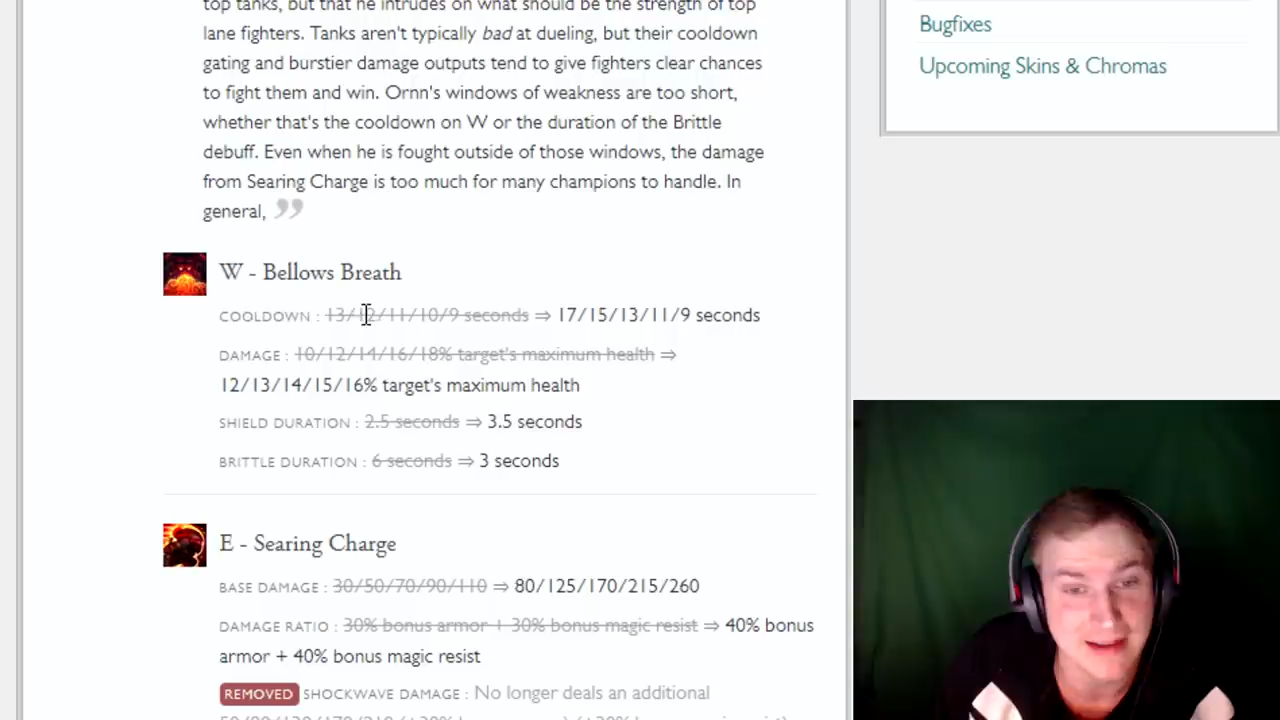 top tanks, but that he intrudes on what should be the strength of top
lane fighters. Tanks aren't typically bad at dueling, but their cooldown
gating and burstier damage outputs tend to give fighters clear chances
to fight them and win. Ornn's windows of weakness are too short,
whether that's the cooldown on W or the duration of the Brittle
debuff. Even when he is fought outside of those windows, the damage
from Searing Charge is too much for many champions to handle. In
general, ”
W - Bellows Breath
COOLDOWN : 13/12/11/10/9 seconds ⇒ 17/15/13/11/9 seconds
DAMAGE : 10/12/14/16/18% target's maximum health ⇒
12/13/14/15/16% target's maximum health
SHIELD DURATION : 2.5 seconds ⇒ 3.5 seconds
BRITTLE DURATION : 6 seconds ⇒ 3 seconds
E - Searing Charge
BASE DAMAGE : 30/50/70/90/110 ⇒ 80/125/170/215/260
DAMAGE RATIO : 30% bonus armor + 30% bonus magic resist ⇒ 40% bonus
armor + 40% bonus magic resist
REMOVED SHOCKWAVE DAMAGE : No longer deals an additional
Bugfixes
Upcoming Skins & Chromas